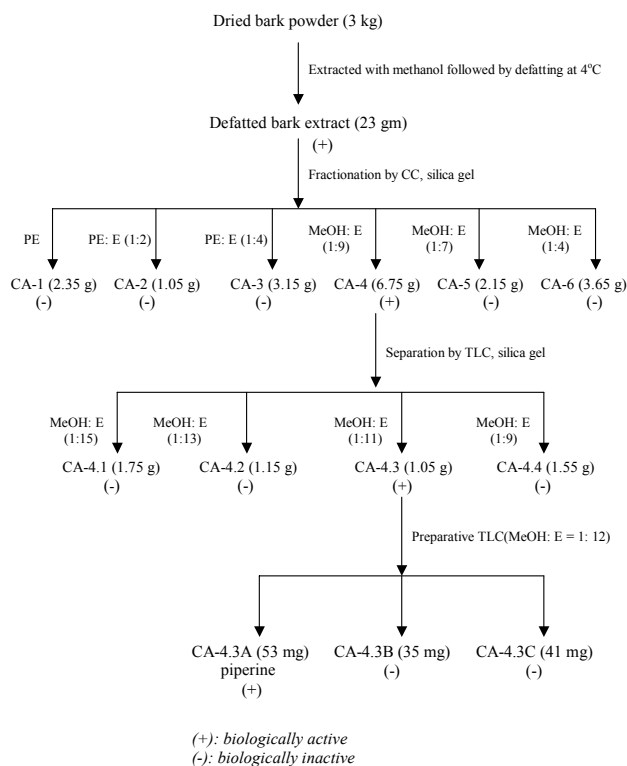 Dried bark powder (3 kg)
Extracted with methanol followed by defatting at 4°C
Defatted bark extract (23 gm)
(+)
Fractionation by CC, silica gel
PE
PE: E (1:2)
PE: E (1:4)
MeOH: E
(1:9)
MeOH: E
(1:7)
MeOH: E
(1:4)
CA-1 (2.35 g)
(-)
CA-2 (1.05 g)
(-)
CA-3 (3.15 g)
(-)
CA-4 (6.75 g)
(+)
CA-5 (2.15 g)
(-)
CA-6 (3.65 g)
(-)
Separation by TLC, silica gel
MeOH: E
(1:15)
MeOH: E
(1:13)
MeOH: E
(1:11)
MeOH: E
(1:9)
CA-4.1 (1.75 g)
(-)
CA-4.2 (1.15 g)
(-)
CA-4.3 (1.05 g)
(+)
CA-4.4 (1.55 g)
(-)
Preparative TLC(MeOH: E = 1: 12)
CA-4.3A (53 mg)
piperine
(+)
CA-4.3B (35 mg)
(-)
CA-4.3C (41 mg)
(-)
(+): biologically active
(-): biologically inactive